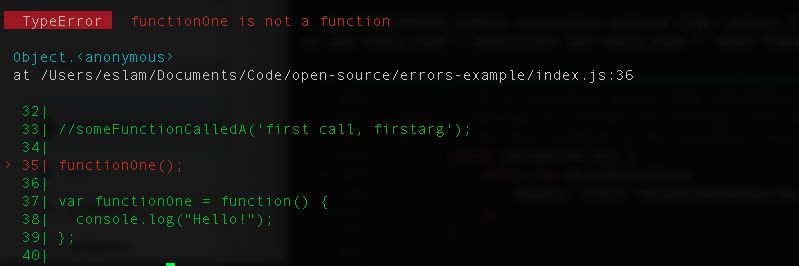 TypeError functionOne is not a function
Object.<anonymous>
at /Users/eslam/Documents/Code/open-source/errors-example/index.js:36
32|
33| //someFunctionCalledA('first call, firstarg');
34|
> 35| functionOne();
36|
37| var functionOne = function() {
38|   console.log("Hello!");
39| };
40|